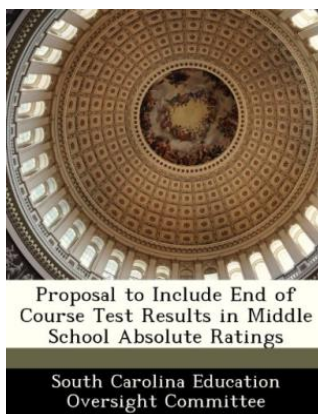 Proposal to Include End of
Course Test Results in Middle
School Absolute Ratings
South Carolina Education
Oversight Committee